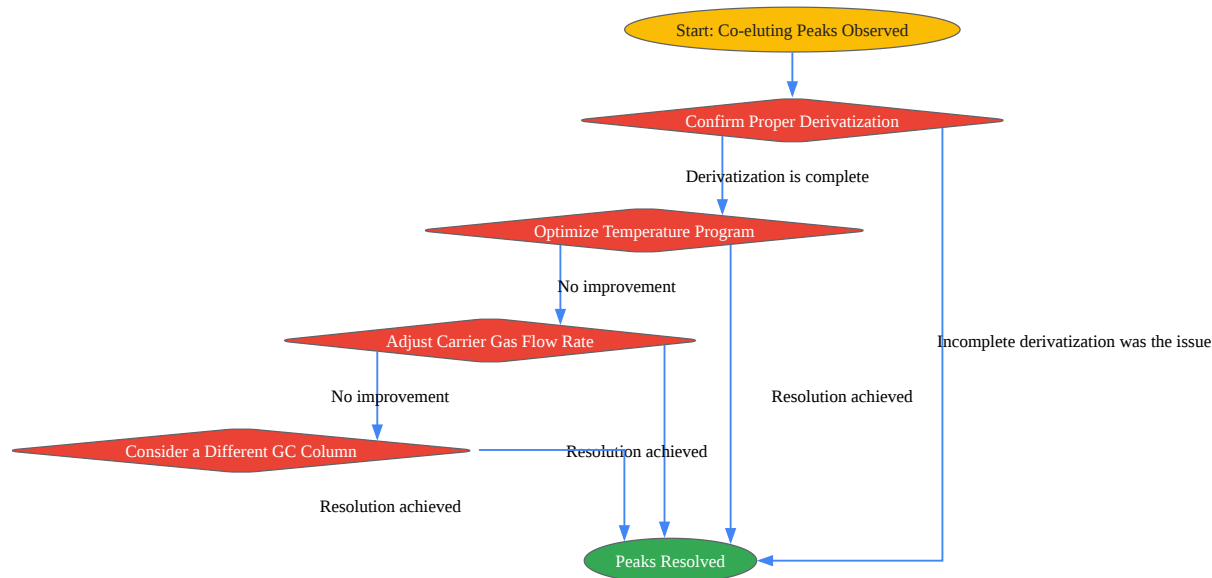 Start: Co-eluting Peaks Observed
Confirm Proper Derivatization
Derivatization is complete
Optimize Temperature Program
No improvement
Adjust Carrier Gas Flow Rate
Incomplete derivatization was the issue
No improvement
Resolution achieved
Consider a Different GC Column
Resolution achieved
Resolution achieved
Peaks Resolved